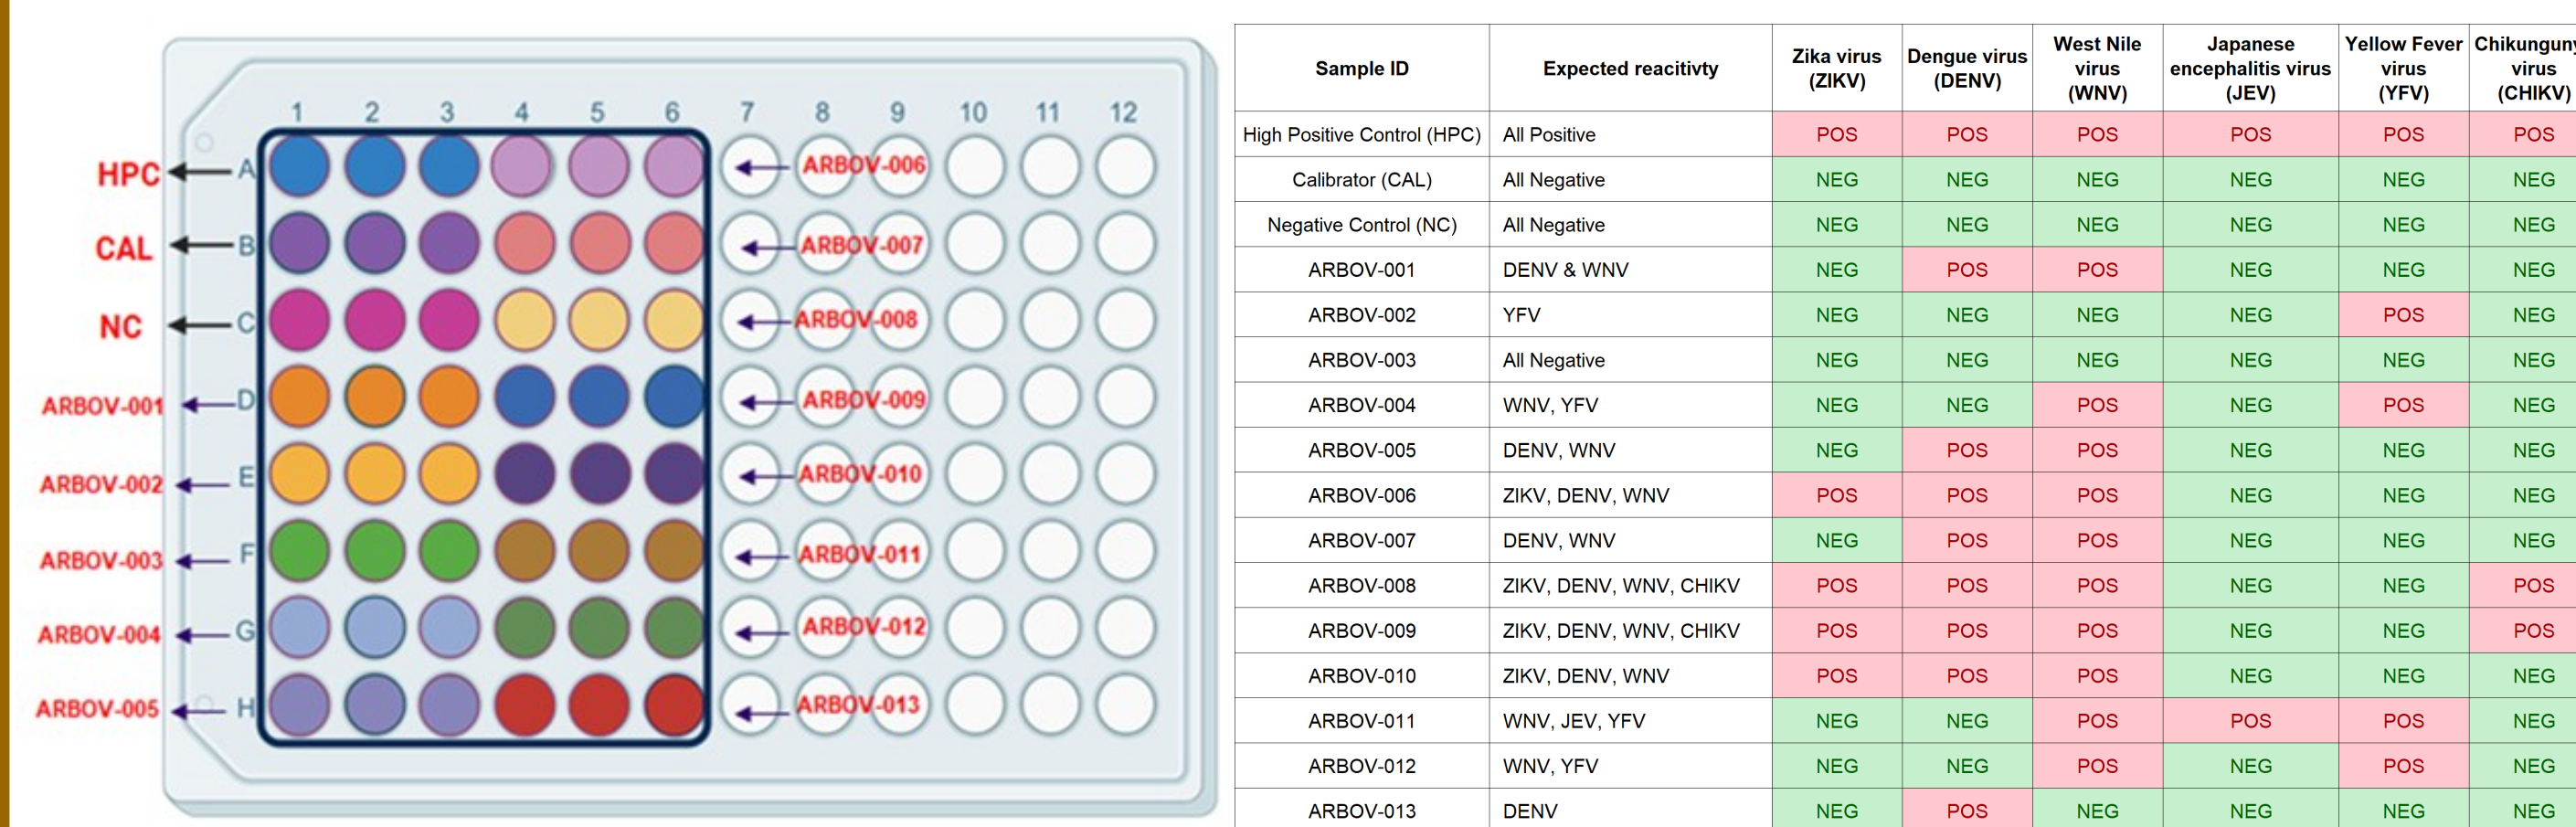 1 2 3 4 5 6 7 8 9 10 11 12
HPC A ARBOV-006
CAL B ARBOV-007
NC C ARBOV-008
ARBOV-001 D ARBOV-009
ARBOV-002 E ARBOV-010
ARBOV-003 F ARBOV-011
ARBOV-004 G ARBOV-012
ARBOV-005 H ARBOV-013
Sample ID
Expected reacitivty
Zika virus
(ZIKV)
Dengue virus
(DENV)
West Nile
virus
(WNV)
Japanese
encephalitis virus
(JEV)
Yellow Fever
virus
(YFV)
Chikuguny
virus
(CHIKV)
High Positive Control (HPC) All Positive POS POS POS POS POS POS
Calibrator (CAL) All Negative NEG NEG NEG NEG NEG NEG
Negative Control (NC) All Negative NEG NEG NEG NEG NEG NEG
ARBOV-001 DENV & WNV NEG POS POS NEG NEG NEG
ARBOV-002 YFV NEG NEG NEG NEG POS NEG
ARBOV-003 All Negative NEG NEG NEG NEG NEG NEG
ARBOV-004 WNV, YFV NEG NEG POS NEG POS NEG
ARBOV-005 DENV, WNV NEG POS POS NEG NEG NEG
ARBOV-006 ZIKV, DENV, WNV POS POS POS NEG NEG NEG
ARBOV-007 DENV, WNV NEG POS POS NEG NEG NEG
ARBOV-008 ZIKV, DENV, WNV, CHIKV POS POS POS NEG NEG POS
ARBOV-009 ZIKV, DENV, WNV, CHIKV POS POS POS NEG NEG POS
ARBOV-010 ZIKV, DENV, WNV POS POS POS NEG NEG NEG
ARBOV-011 WNV, JEV, YFV NEG NEG POS POS POS NEG
ARBOV-012 WNV, YFV NEG NEG POS NEG POS NEG
ARBOV-013 DENV NEG POS NEG NEG NEG NEG